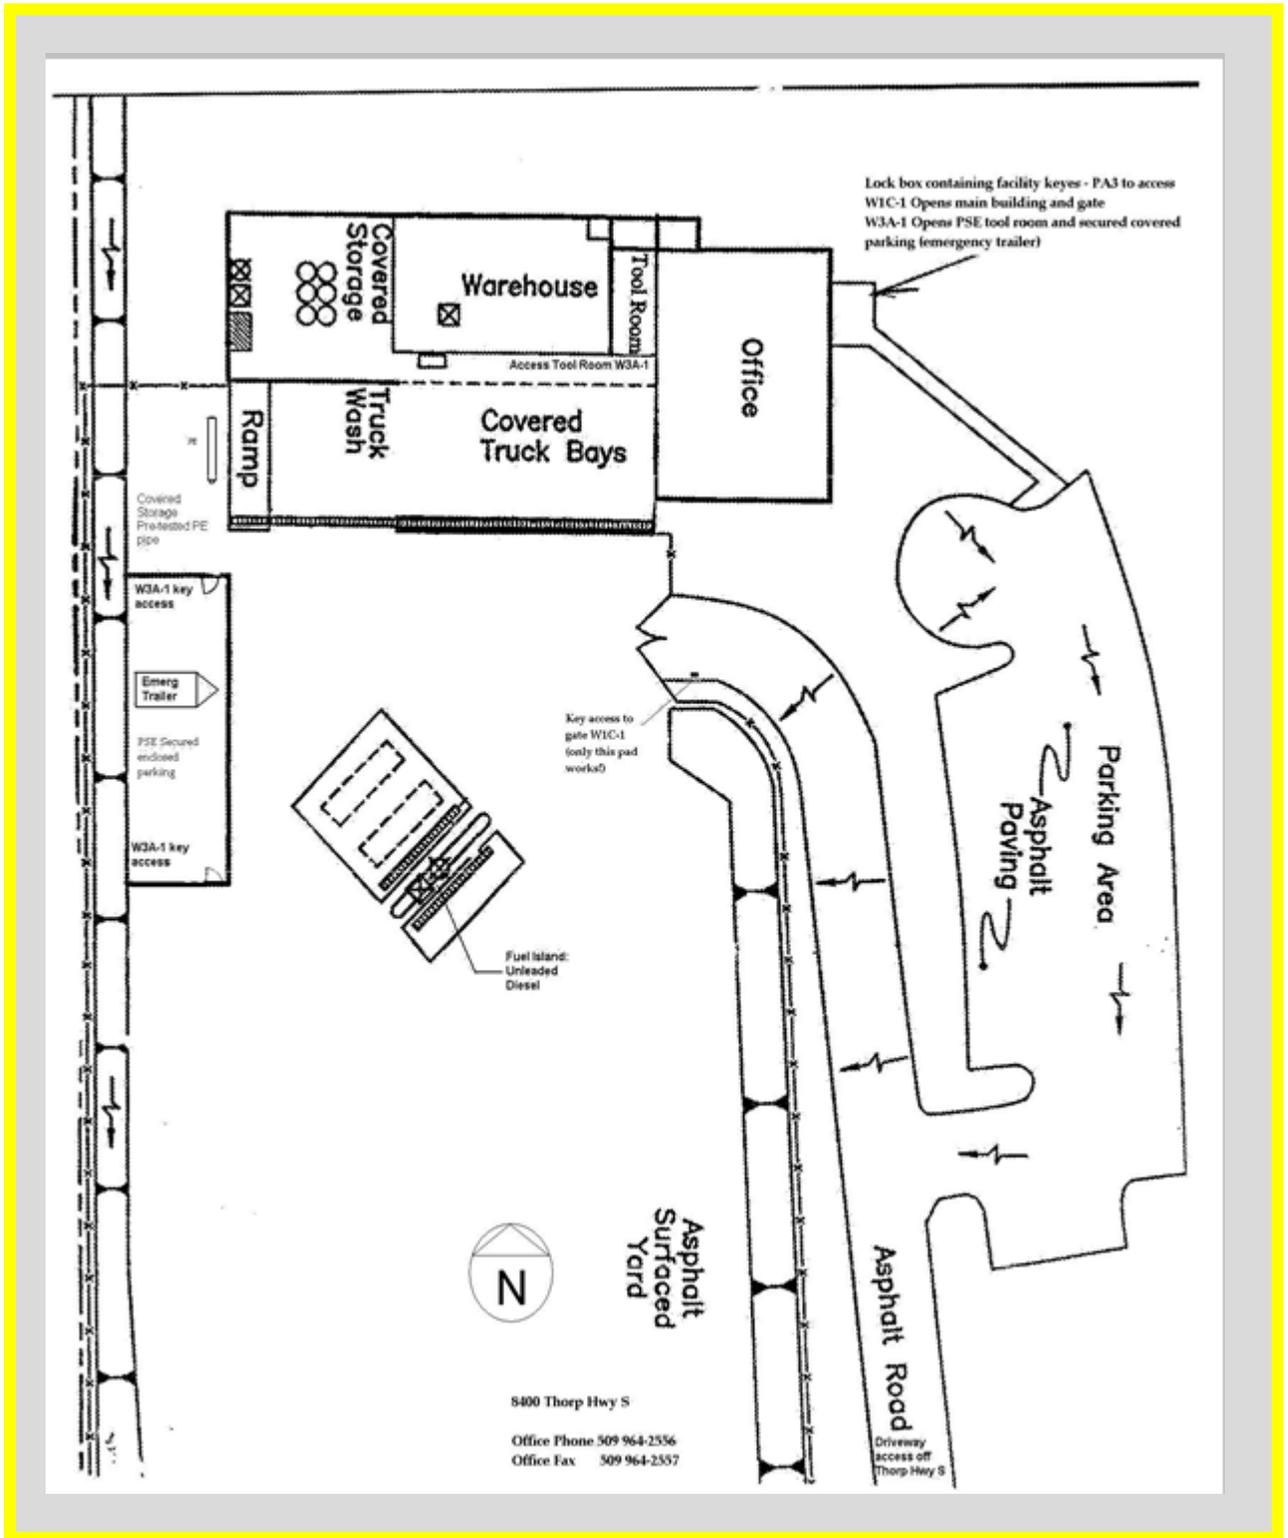 Lock box containing facility keyes - PA3 to access
W1C-1 Opens main building and gate
W3A-1 Opens PSE tool room and secured covered
parking (emergency trailer)
Covered
Storage
Warehouse
Tool Room
Office
Access Tool Room W3A-1
Ramp
Truck
Wash
Covered
Truck Bays
PE
Covered
Storage
Pre-tested PE
pipe
W3A-1 key
access
Emerg
Trailer
PSE Secured
enclosed
parking
W3A-1 key
access
Key access to
gate W1C-1
(only this pad
works!)
Parking Area
Asphalt
Paving
Fuel Island:
Unleaded
Diesel
N
Asphalt
Surfaced
Yard
Asphalt Road
8400 Thorp Hwy S
Office Phone 509 964-2556
Office Fax 509 964-2557
Driveway
access off
Thorp Hwy S